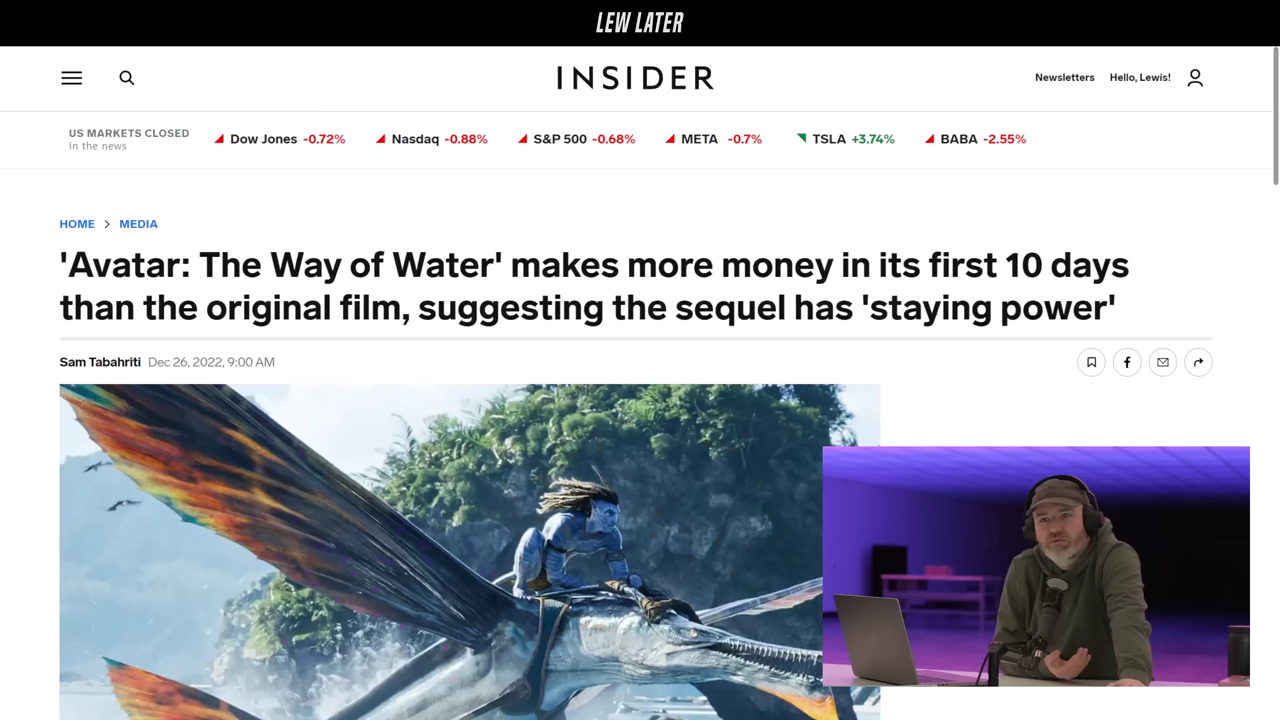 LEW LATER
INSIDER
Newsletters Hello, Lewis!
US MARKETS CLOSED
In the news
Dow Jones -0.72% Nasdaq -0.88% S&P 500 -0.68% META -0.7% TSLA +3.74% BABA -2.55%
HOME > MEDIA
'Avatar: The Way of Water' makes more money in its first 10 days
than the original film, suggesting the sequel has 'staying power'
Sam Tabahriti Dec 26, 2022, 9:00 AM